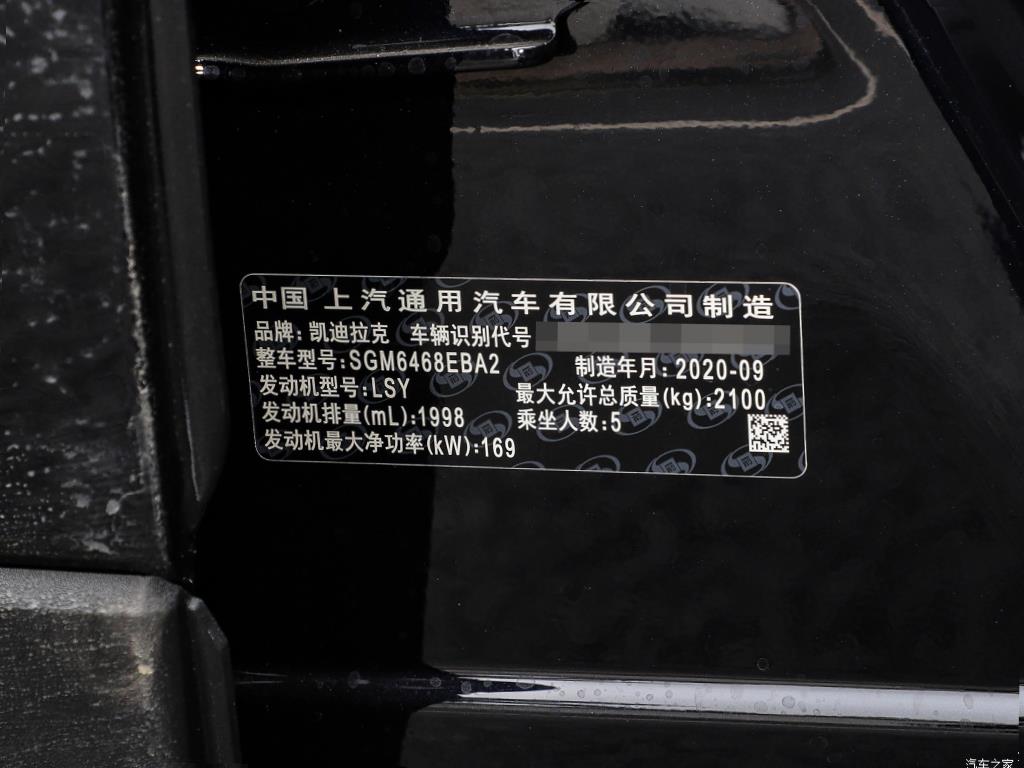 中国 上汽通用汽车有限公司制造
品牌:凯迪拉克 车辆识别代号
整车型号:SGM6468EBA2 制造年月:2020-09
发动机型号:LSY 最大允许总质量(kg):2100
发动机排量(mL):1998 乘坐人数:5
发动机最大净功率(kW):169
汽车之家